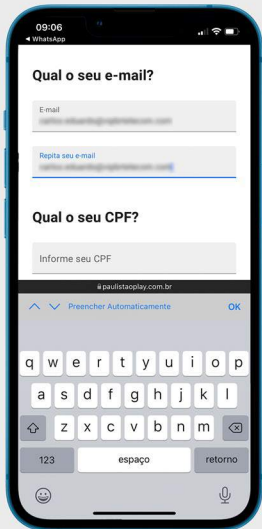 09:06
WhatsApp
Qual o seu e-mail?
E-mail
Repita seu e-mail
Qual o seu CPF?
Informe seu CPF
paulistaoplay.com.br
Preencher Automaticamente OK
q w e r t y u i o p
a s d f g h j k l
z x c v b n m
123 espaço retorno